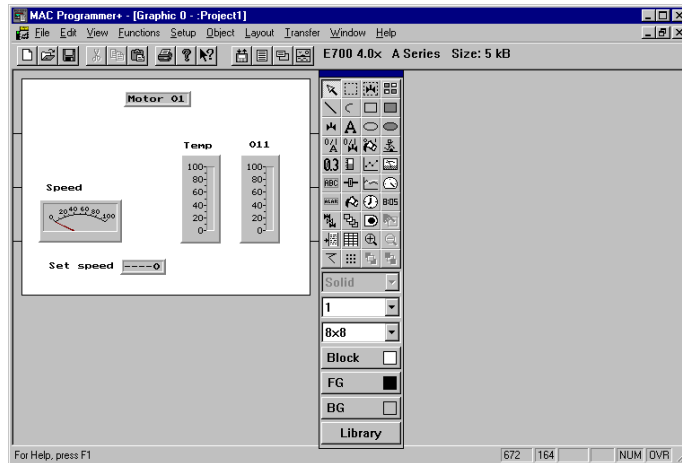 MAC Programmer+ - [Graphic 0 - :Project1]
File Edit View Functions Setup Object Layout Transfer Window Help
E700 4.0x A Series Size: 5 kB
Motor 01
Temp Oil
100 100
80 80
60 60
40 40
20 20
0 0
Speed
0 20 40 60 80 100
Set speed ----0
0.3
ABC
Solid
1
8x8
Block
FG
BG
Library
For Help, press F1
672 164 NUM OVR